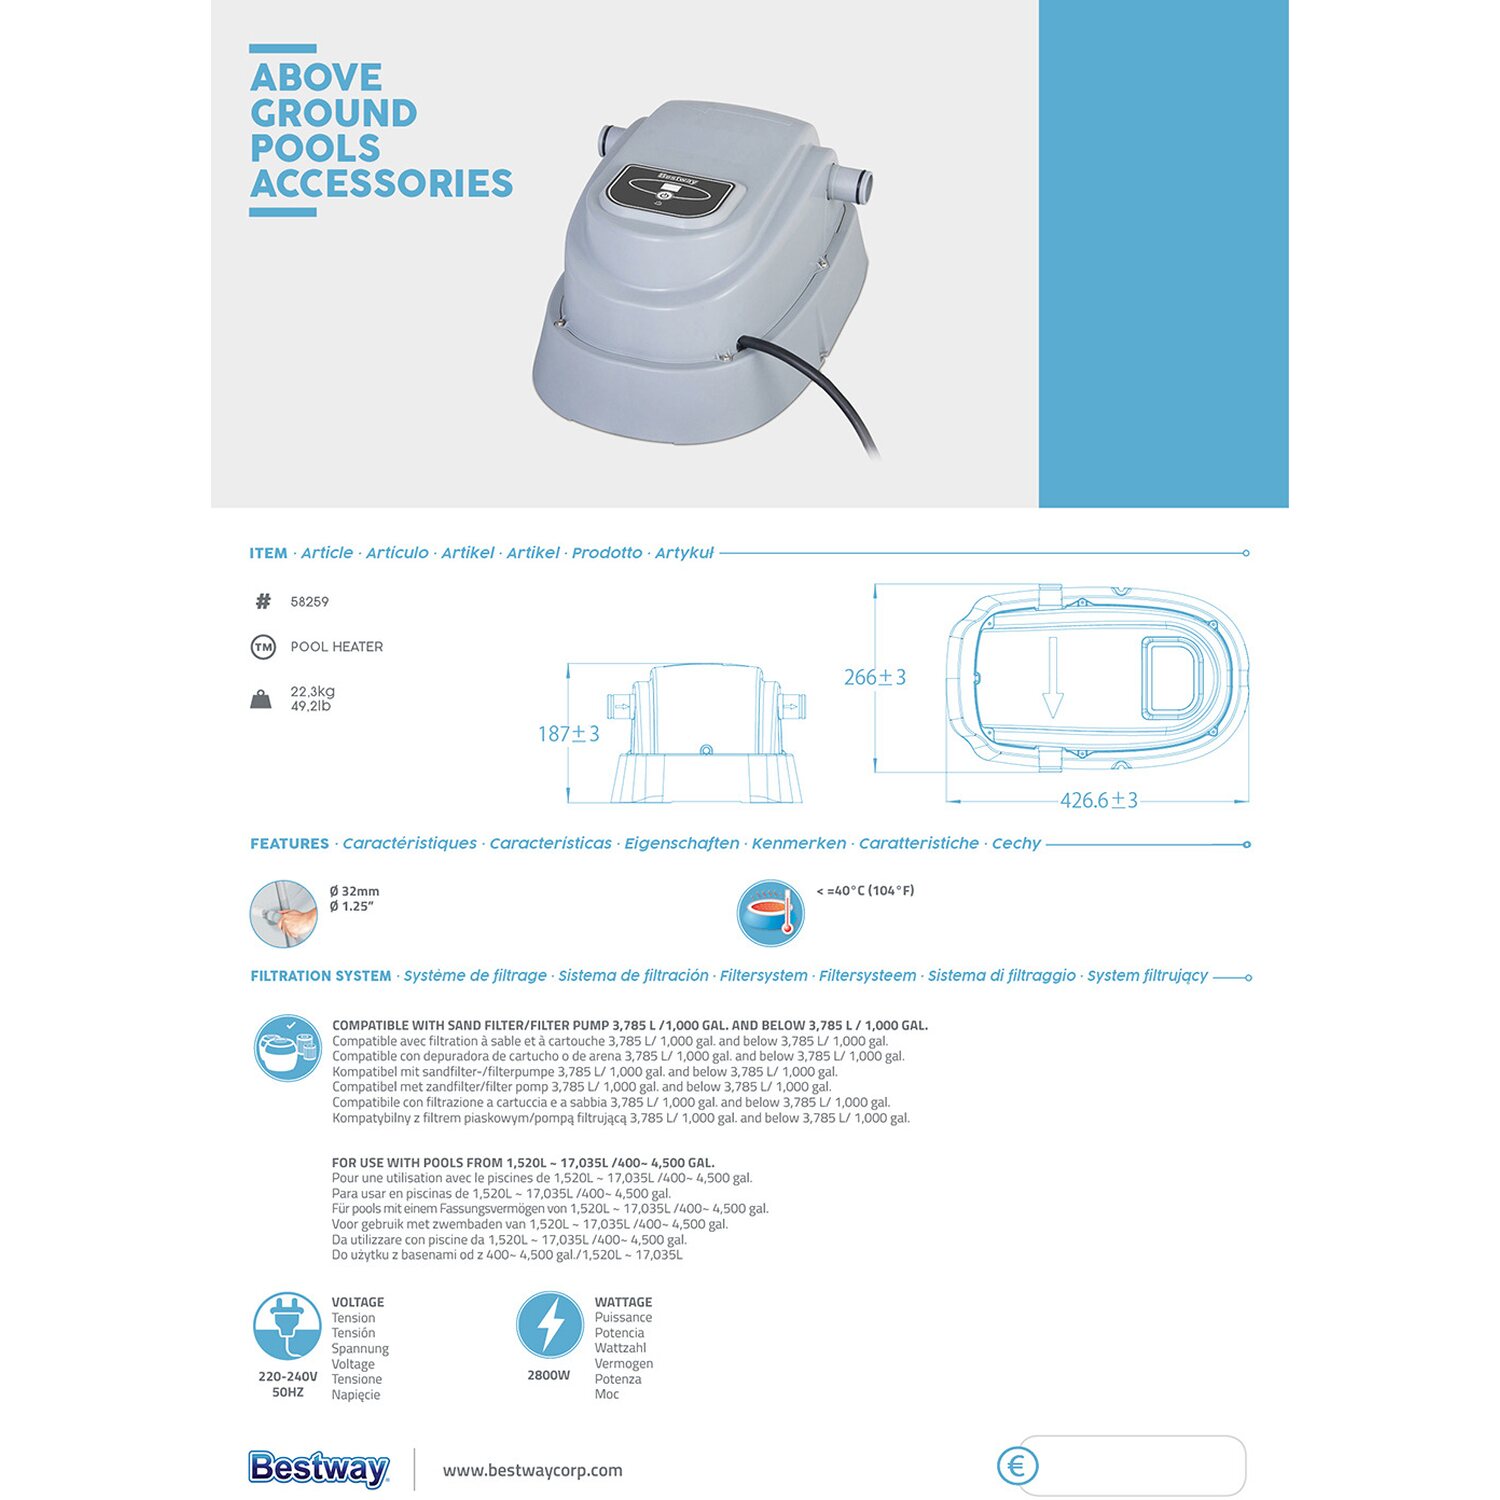 ABOVE
GROUND
POOLS
ACCESSORIES
Bestway
ITEM · Article · Artículo · Artikel · Artikel · Prodotto · Artykuł
# 58259
TM POOL HEATER
22,3kg
49,2lb
187±3
266±3
426.6±3
FEATURES · Caractéristiques · Características · Eigenschaften · Kenmerken · Caratteristiche · Cechy
Ø 32mm
Ø 1.25”
< =40°C (104°F)
FILTRATION SYSTEM · Système de filtrage · Sistema de filtración · Filtersystem · Filtersysteem · Sistema di filtraggio · System filtrujący
COMPATIBLE WITH SAND FILTER/FILTER PUMP 3,785 L /1,000 GAL. AND BELOW 3,785 L / 1,000 GAL.
Compatible avec filtration à sable et à cartouche 3,785 L/ 1,000 gal. and below 3,785 L/ 1,000 gal.
Compatible con depuradora de cartucho o de arena 3,785 L/ 1,000 gal. and below 3,785 L/ 1,000 gal.
Kompatibel mit sandfilter-/filterpumpe 3,785 L/ 1,000 gal. and below 3,785 L/ 1,000 gal.
Compatibel met zandfilter/filter pomp 3,785 L/ 1,000 gal. and below 3,785 L/ 1,000 gal.
Compatibile con filtrazione a cartuccia e a sabbia 3,785 L/ 1,000 gal. and below 3,785 L/ 1,000 gal.
Kompatybilny z filtrem piaskowym/pompą filtrującą 3,785 L/ 1,000 gal. and below 3,785 L/ 1,000 gal.
FOR USE WITH POOLS FROM 1,520L ~ 17,035L /400~ 4,500 GAL.
Pour une utilisation avec le piscines de 1,520L ~ 17,035L /400~ 4,500 gal.
Para usar en piscinas de 1,520L ~ 17,035L /400~ 4,500 gal.
Für pools mit einem Fassungsvermögen von 1,520L ~ 17,035L /400~ 4,500 gal.
Voor gebruik met zwembaden van 1,520L ~ 17,035L /400~ 4,500 gal.
Da utilizzare con piscine da 1,520L ~ 17,035L /400~ 4,500 gal.
Do użytku z basenami od z 400~ 4,500 gal./1,520L ~ 17,035L
VOLTAGE
Tension
Tensión
Spannung
Voltage
Tensione
Napięcie
220-240V
50HZ
WATTAGE
Puissance
Potencia
Wattzahl
Vermogen
Potenza
Moc
2800W
Bestway
www.bestwaycorp.com
€